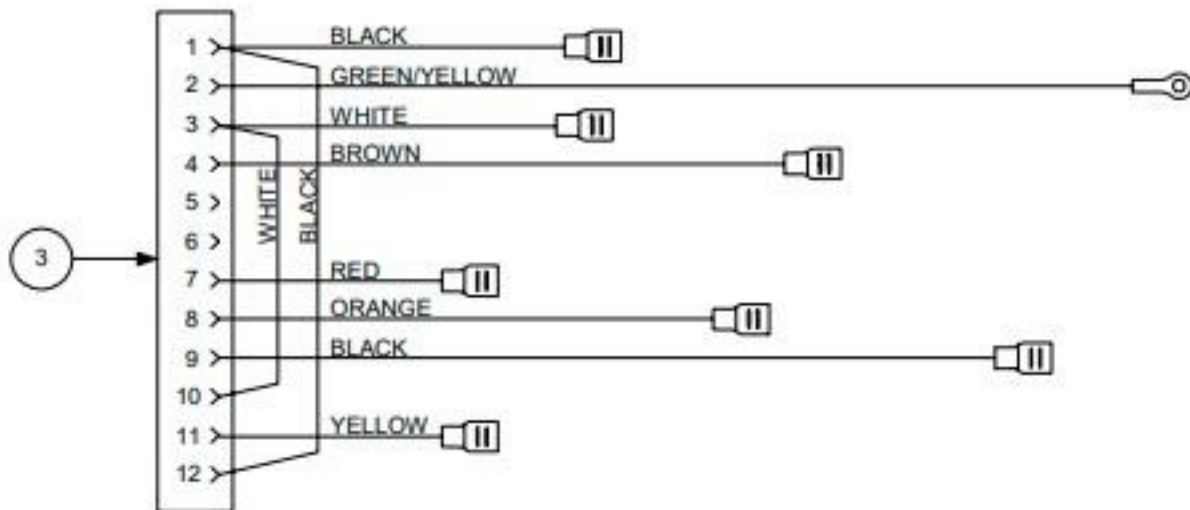 1 BLACK
2 GREEN/YELLOW
3 WHITE
4 BROWN
5
6
WHITE
BLACK
3
7 RED
8 ORANGE
9 BLACK
10
11 YELLOW
12